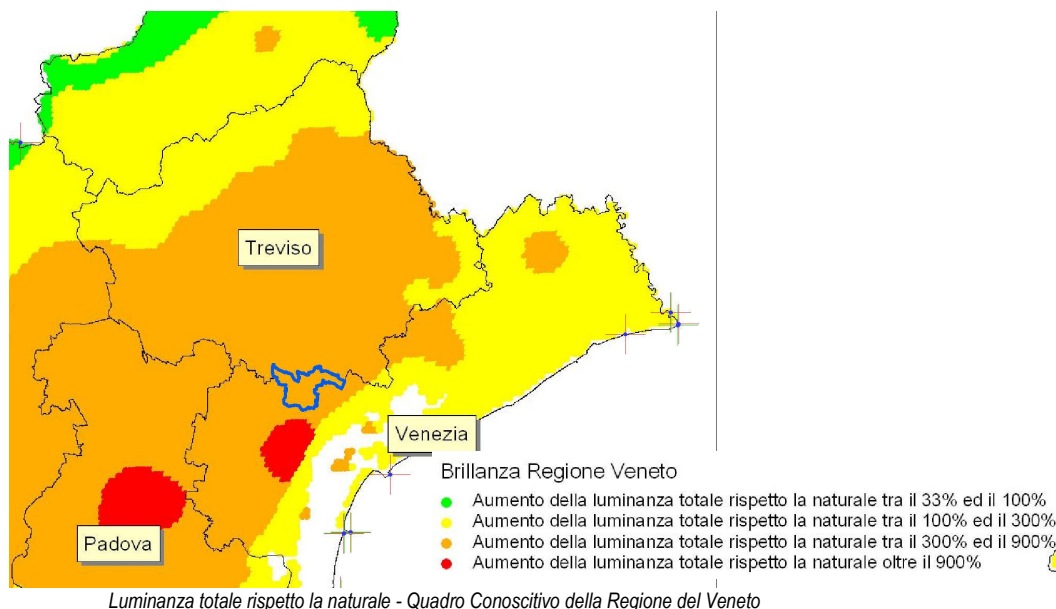 Treviso
Venezia
Padova
Brillanza Regione Veneto
Aumento della luminanza totale rispetto la naturale tra il 33% ed il 100%
Aumento della luminanza totale rispetto la naturale tra il 100% ed il 300%
Aumento della luminanza totale rispetto la naturale tra il 300% ed il 900%
Aumento della luminanza totale rispetto la naturale oltre il 900%
Luminanza totale rispetto la naturale - Quadro Conoscitivo della Regione del Veneto